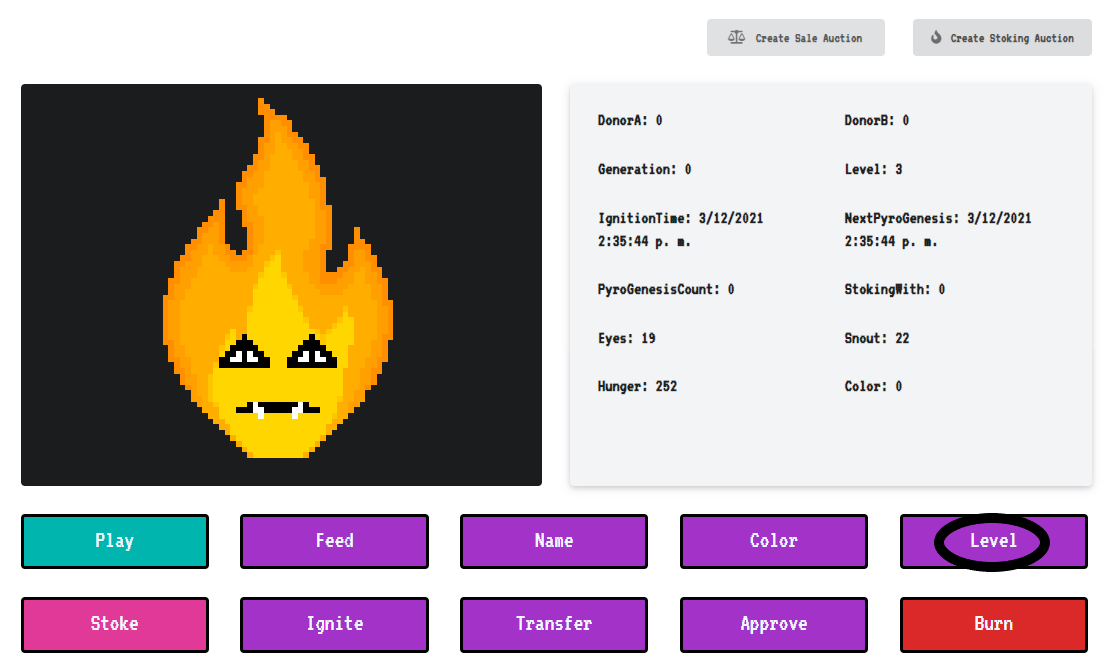 Create Sale Auction
Create Stoking Auction
DonorA: 0
DonorB: 0
Generation: 0
Level: 3
IgnitionTime: 3/12/2021
2:35:44 p. m.
NextPyroGenesis: 3/12/2021
2:35:44 p. m.
PyroGenesisCount: 0
StokingWith: 0
Eyes: 19
Snout: 22
Hunger: 252
Color: 0
Play
Feed
Name
Color
Level
Stoke
Ignite
Transfer
Approve
Burn